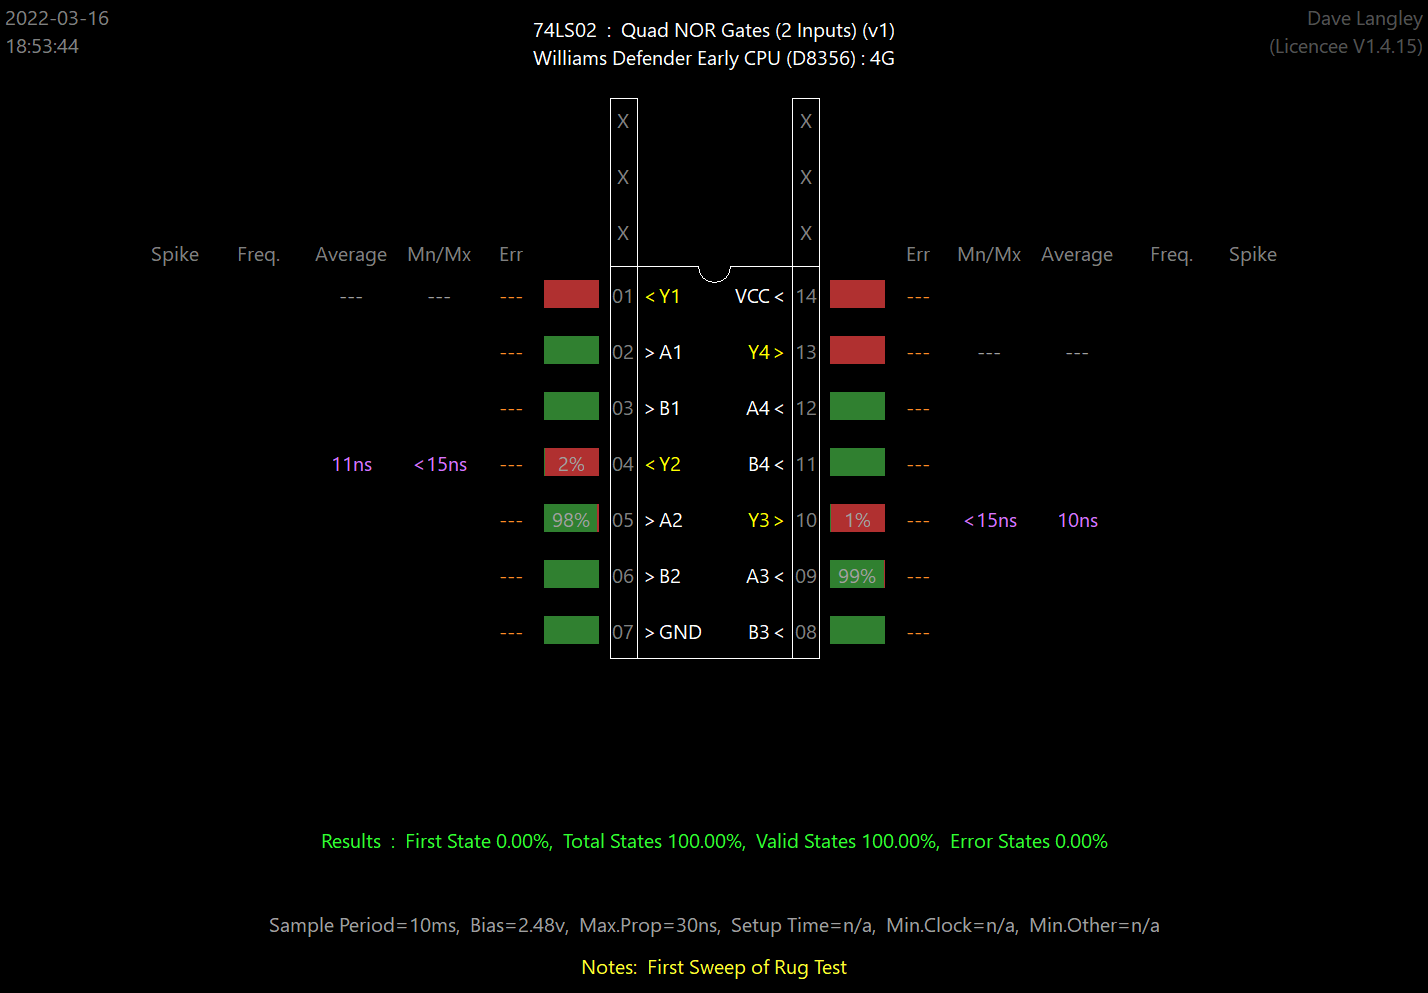 2022-03-16 74LS02 : Quad NOR Gates (2 Inputs) (v1) Dave Langley
18:53:44 Williams Defender Early CPU (D8356) : 4G (Licencee V1.4.15)
X X
X X
X X
Spike Freq. Average Mn/Mx Err Err Mn/Mx Average Freq. Spike
--- --- --- 01 <Y1 VCC< 14 ---
--- 02 >A1 Y4> 13 --- --- ---
--- 03 >B1 A4< 12 ---
11ns <15ns --- 2% 04 <Y2 B4< 11 ---
--- 98% 05 >A2 Y3> 10 1% --- <15ns 10ns
--- 06 >B2 A3< 09 99% ---
--- 07 >GND B3< 08 ---
Results : First State 0.00%, Total States 100.00%, Valid States 100.00%, Error States 0.00%
Sample Period=10ms, Bias=2.48v, Max.Prop=30ns, Setup Time=n/a, Min.Clock=n/a, Min.Other=n/a
Notes: First Sweep of Rug Test